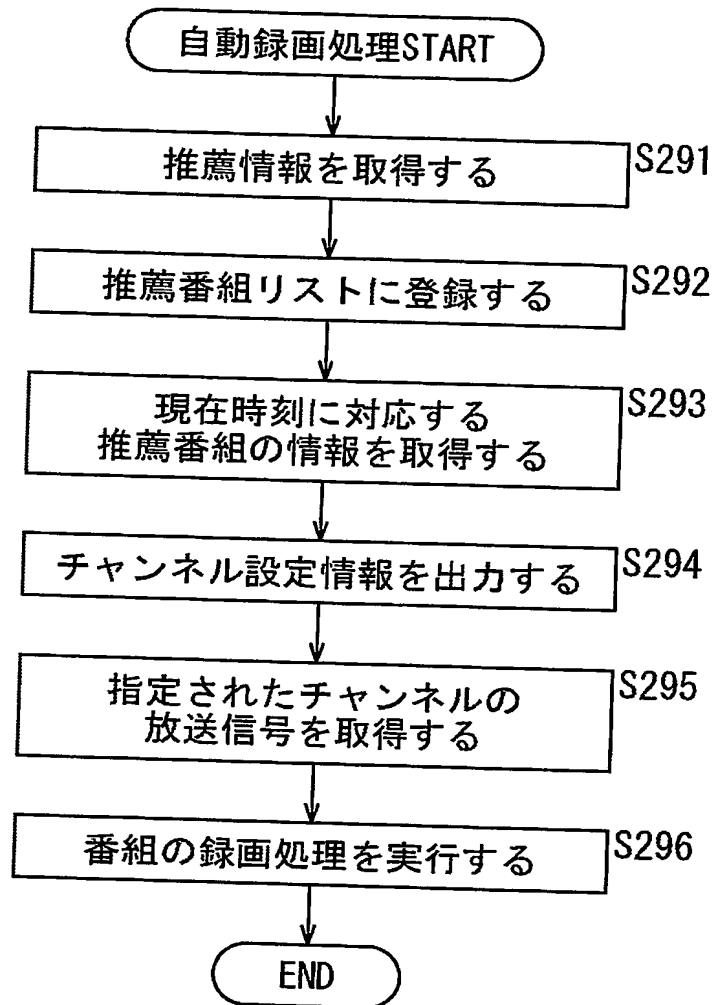 自動録画処理START
推薦情報を取得する
S291
推薦番組リストに登録する
S292
現在時刻に対応する
推薦番組の情報を取得する
S293
チャンネル設定情報を出力する
S294
指定されたチャンネルの
放送信号を取得する
S295
番組の録画処理を実行する
S296
END